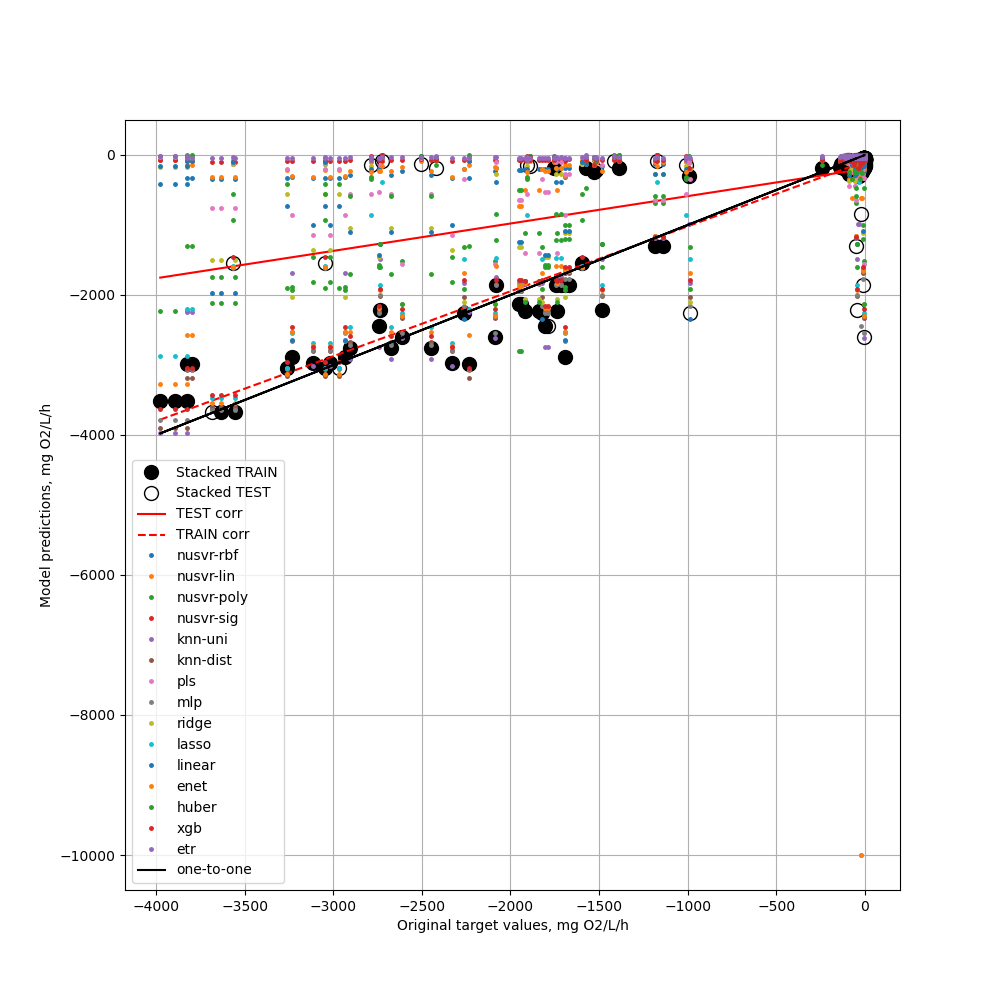 0
−2000
−4000
−6000
−8000
−10000
Model predictions, mg O2/L/h
Stacked TRAIN
Stacked TEST
TEST corr
TRAIN corr
nusvr-rbf
nusvr-lin
nusvr-poly
nusvr-sig
knn-uni
knn-dist
pls
mlp
ridge
lasso
linear
enet
huber
xgb
etr
one-to-one
−4000 −3500 −3000 −2500 −2000 −1500 −1000 −500 0
Original target values, mg O2/L/h